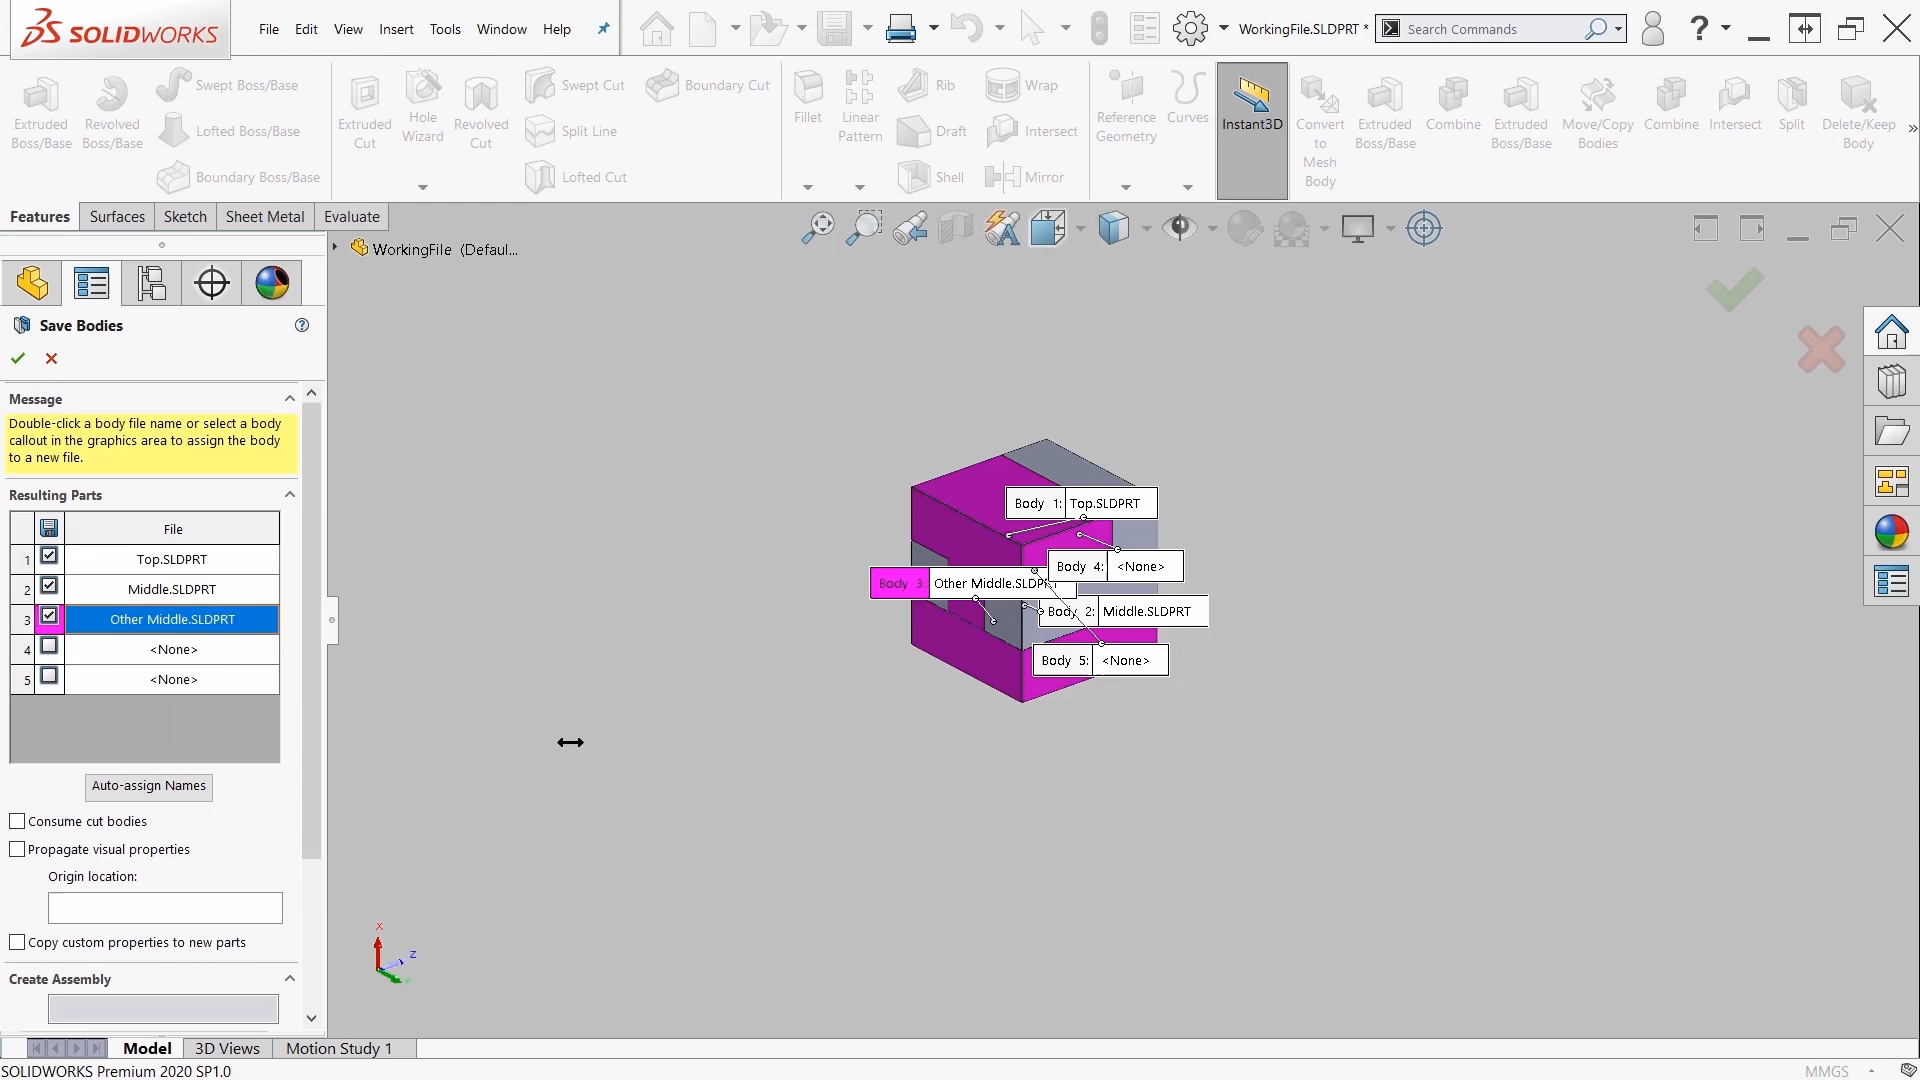 SOLIDWORKS
File Edit View Insert Tools Window Help
WorkingFile.SLDPRT *
Search Commands
?
Extruded Boss/Base
Revolved Boss/Base
Swept Boss/Base
Lofted Boss/Base
Boundary Boss/Base
Extruded Cut
Hole Wizard
Revolved Cut
Swept Cut
Split Line
Lofted Cut
Boundary Cut
Fillet
Linear Pattern
Rib
Draft
Shell
Wrap
Intersect
Mirror
Reference Geometry
Curves
Instant3D
Convert to Mesh Body
Extruded Boss/Base
Combine
Extruded Boss/Base
Move/Copy Bodies
Combine
Intersect
Split
Delete/Keep Body
Features Surfaces Sketch Sheet Metal Evaluate
WorkingFile (Defaul...
Save Bodies
Message
Double-click a body file name or select a body
callout in the graphics area to assign the body
to a new file.
Resulting Parts
File
1 Top.SLDPRT
2 Middle.SLDPRT
3 Other Middle.SLDPRT
4 <None>
5 <None>
Auto-assign Names
Consume cut bodies
Propagate visual properties
Origin location:
Copy custom properties to new parts
Create Assembly
Body 1: Top.SLDPRT
Body 4: <None>
Body 3: Other Middle.SLDPRT
Body 2: Middle.SLDPRT
Body 5: <None>
X
Z
Y
Model 3D Views Motion Study 1
SOLIDWORKS Premium 2020 SP1.0
MMGS